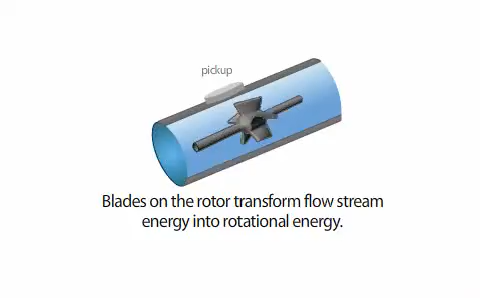 pickup
Blades on the rotor transform flow stream
energy into rotational energy.